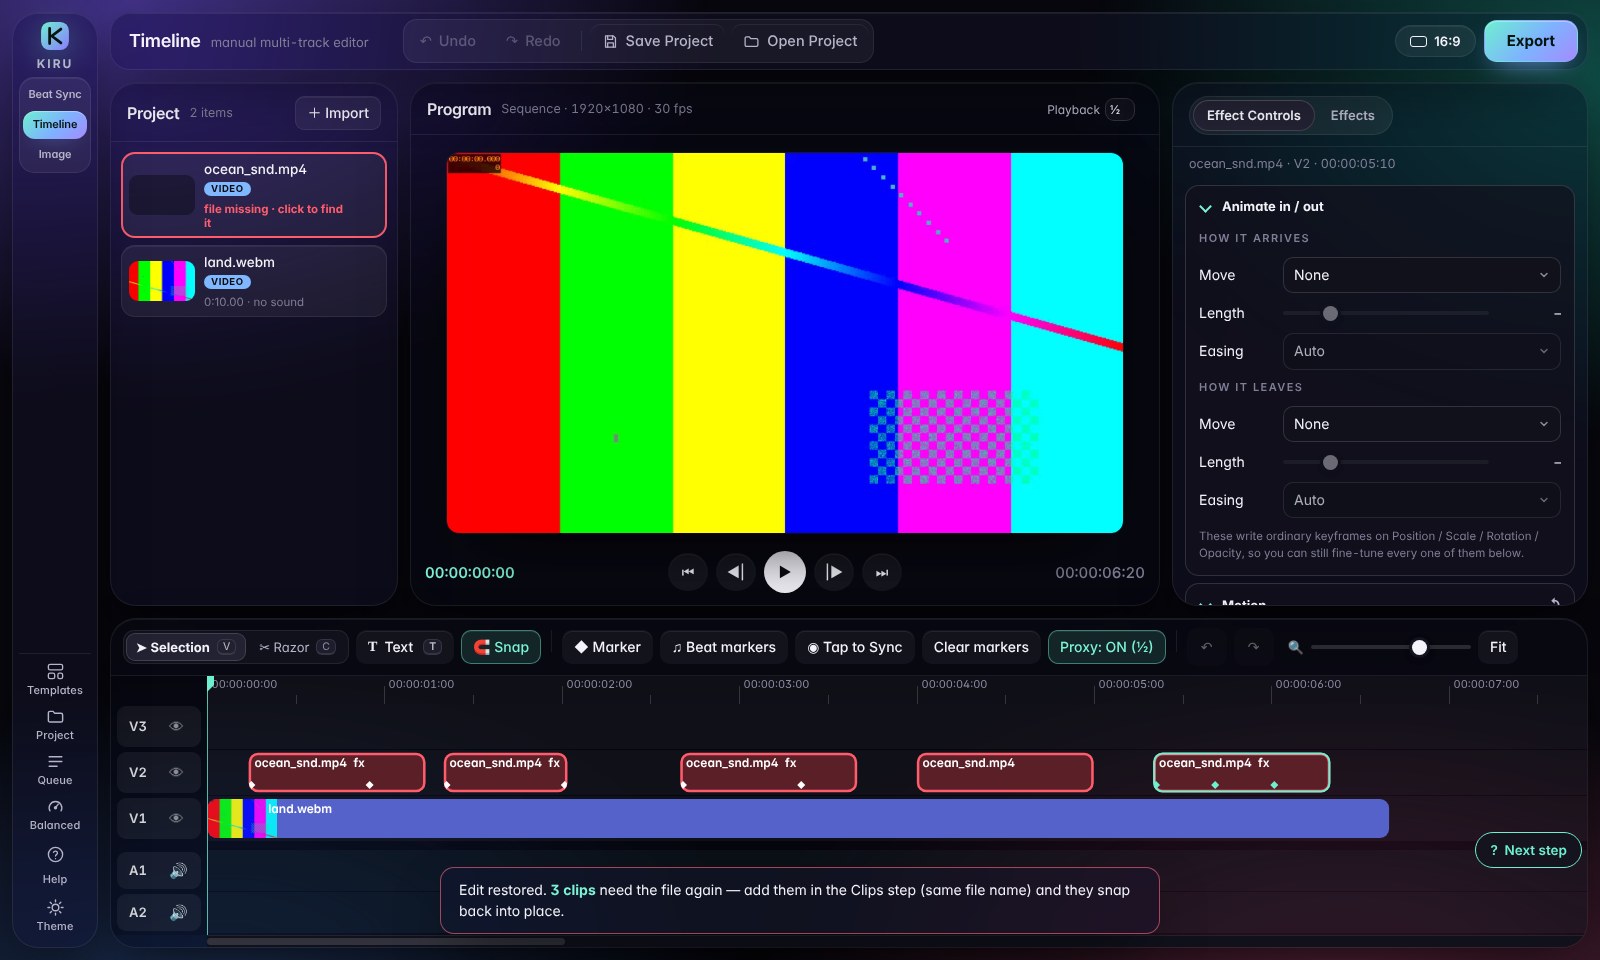 KIRU
Beat Sync
Timeline
Image
Templates
Project
Queue
Balanced
Help
Theme
Timeline manual multi-track editor
Undo Redo Save Project Open Project
16:9 Export
Project 2 items + Import
ocean_snd.mp4
VIDEO
file missing · click to find
it
land.webm
VIDEO
0:10.00 · no sound
Program Sequence · 1920×1080 · 30 fps Playback ½
00:00:00.000
0
00:00:00:00 00:00:06:20
Effect Controls Effects
ocean_snd.mp4 · V2 · 00:00:05:10
Animate in / out
HOW IT ARRIVES
Move None
Length –
Easing Auto
HOW IT LEAVES
Move None
Length –
Easing Auto
These write ordinary keyframes on Position / Scale / Rotation /
Opacity, so you can still fine-tune every one of them below.
Motion
Selection V Razor C T Text T Snap Marker Beat markers Tap to Sync Clear markers Proxy: ON (½) Fit
00:00:00:00 00:00:01:00 00:00:02:00 00:00:03:00 00:00:04:00 00:00:05:00 00:00:06:00 00:00:07:00
V3
V2 ocean_snd.mp4 fx ocean_snd.mp4 fx ocean_snd.mp4 fx ocean_snd.mp4 ocean_snd.mp4 fx
V1 land.webm
? Next step
A1
A2
Edit restored. 3 clips need the file again — add them in the Clips step (same file name) and they snap
back into place.